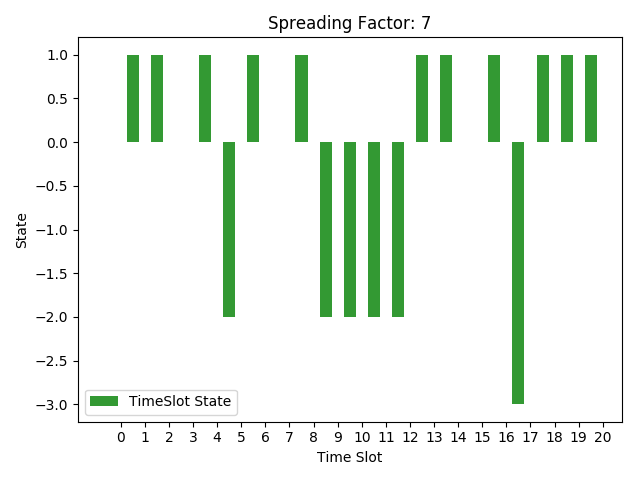 Spreading Factor: 7
1.0
0.5
0.0
−0.5
−1.0
−1.5
−2.0
−2.5
−3.0
State
TimeSlot State
0 1 2 3 4 5 6 7 8 9 10 11 12 13 14 15 16 17 18 19 20
Time Slot